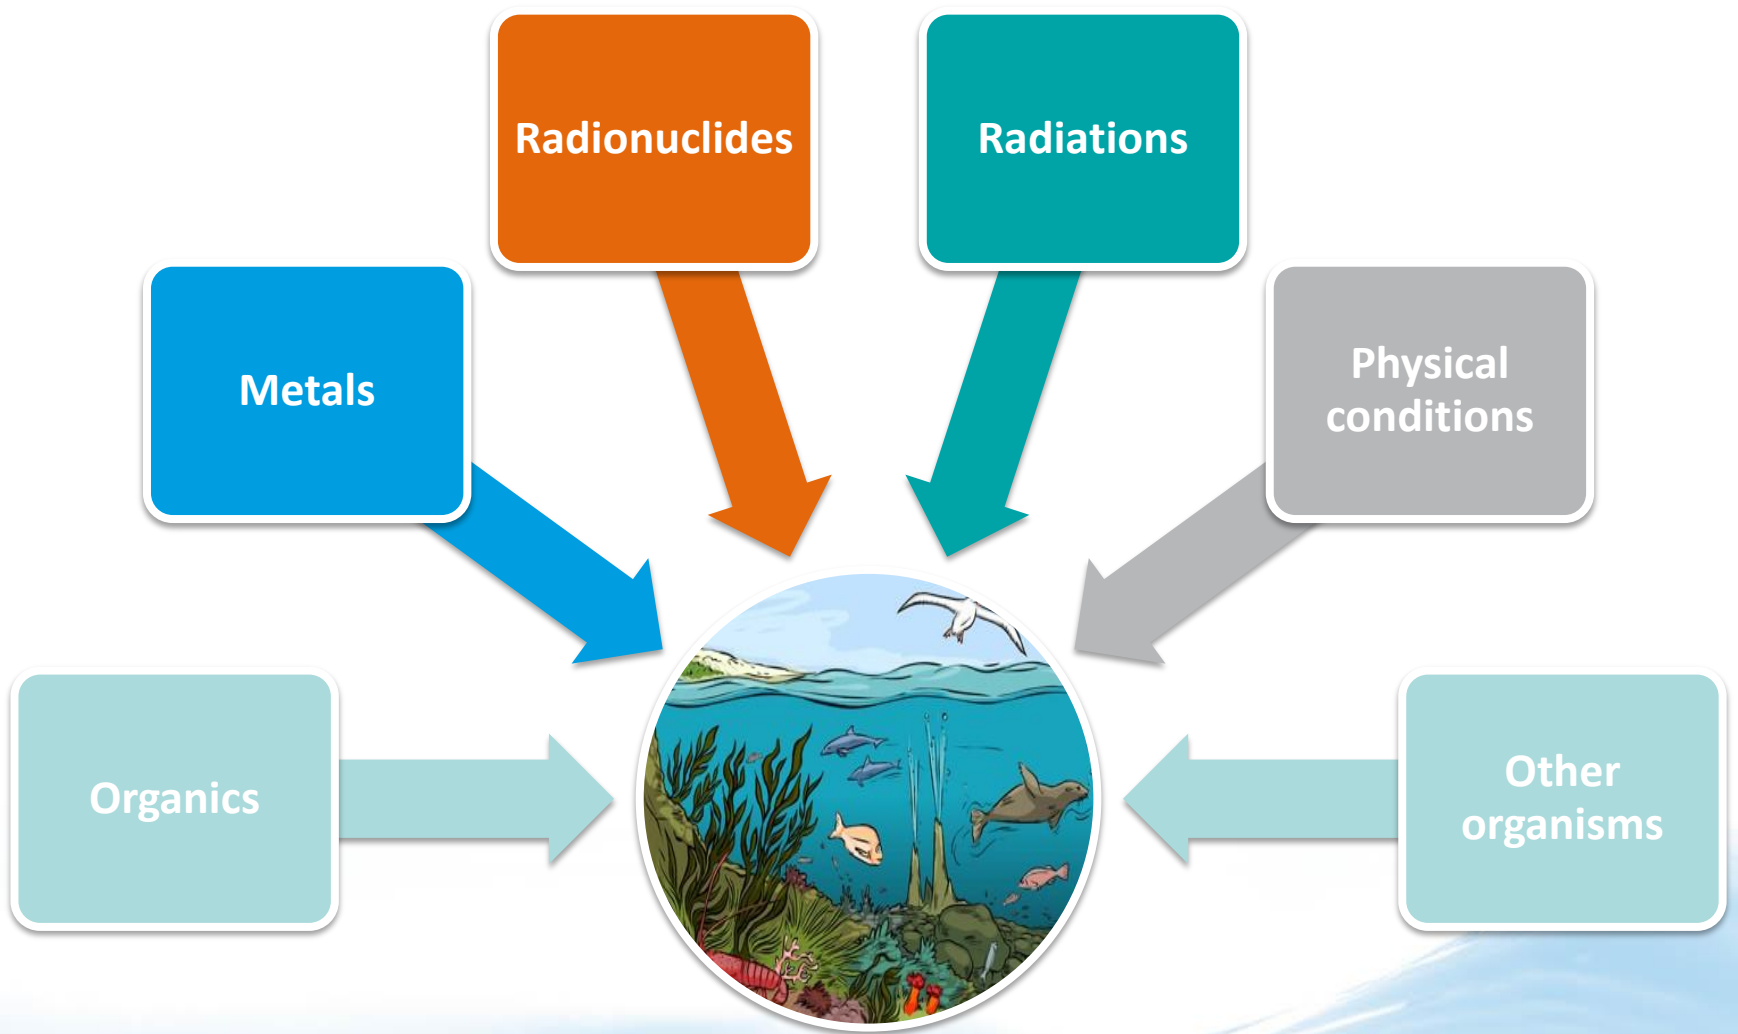 Radionuclides
Radiations
Metals
Physical
conditions
Organics
Other
organisms